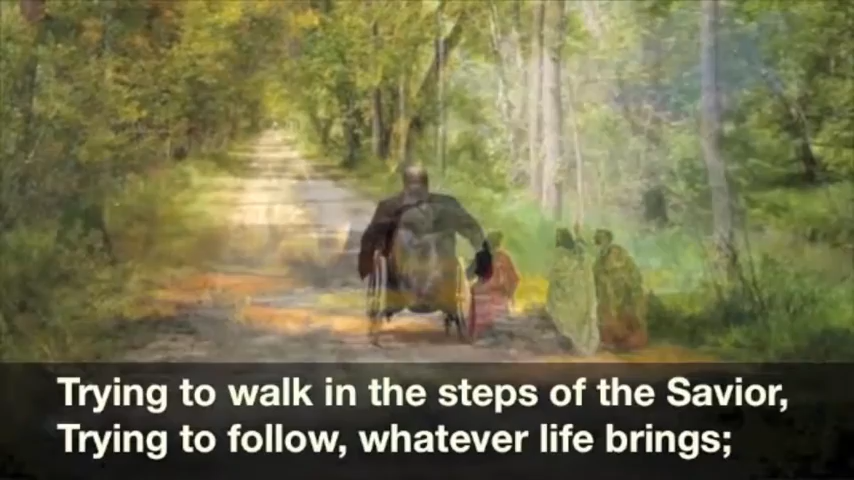 Trying to walk in the steps of the Savior,
Trying to follow, whatever life brings;